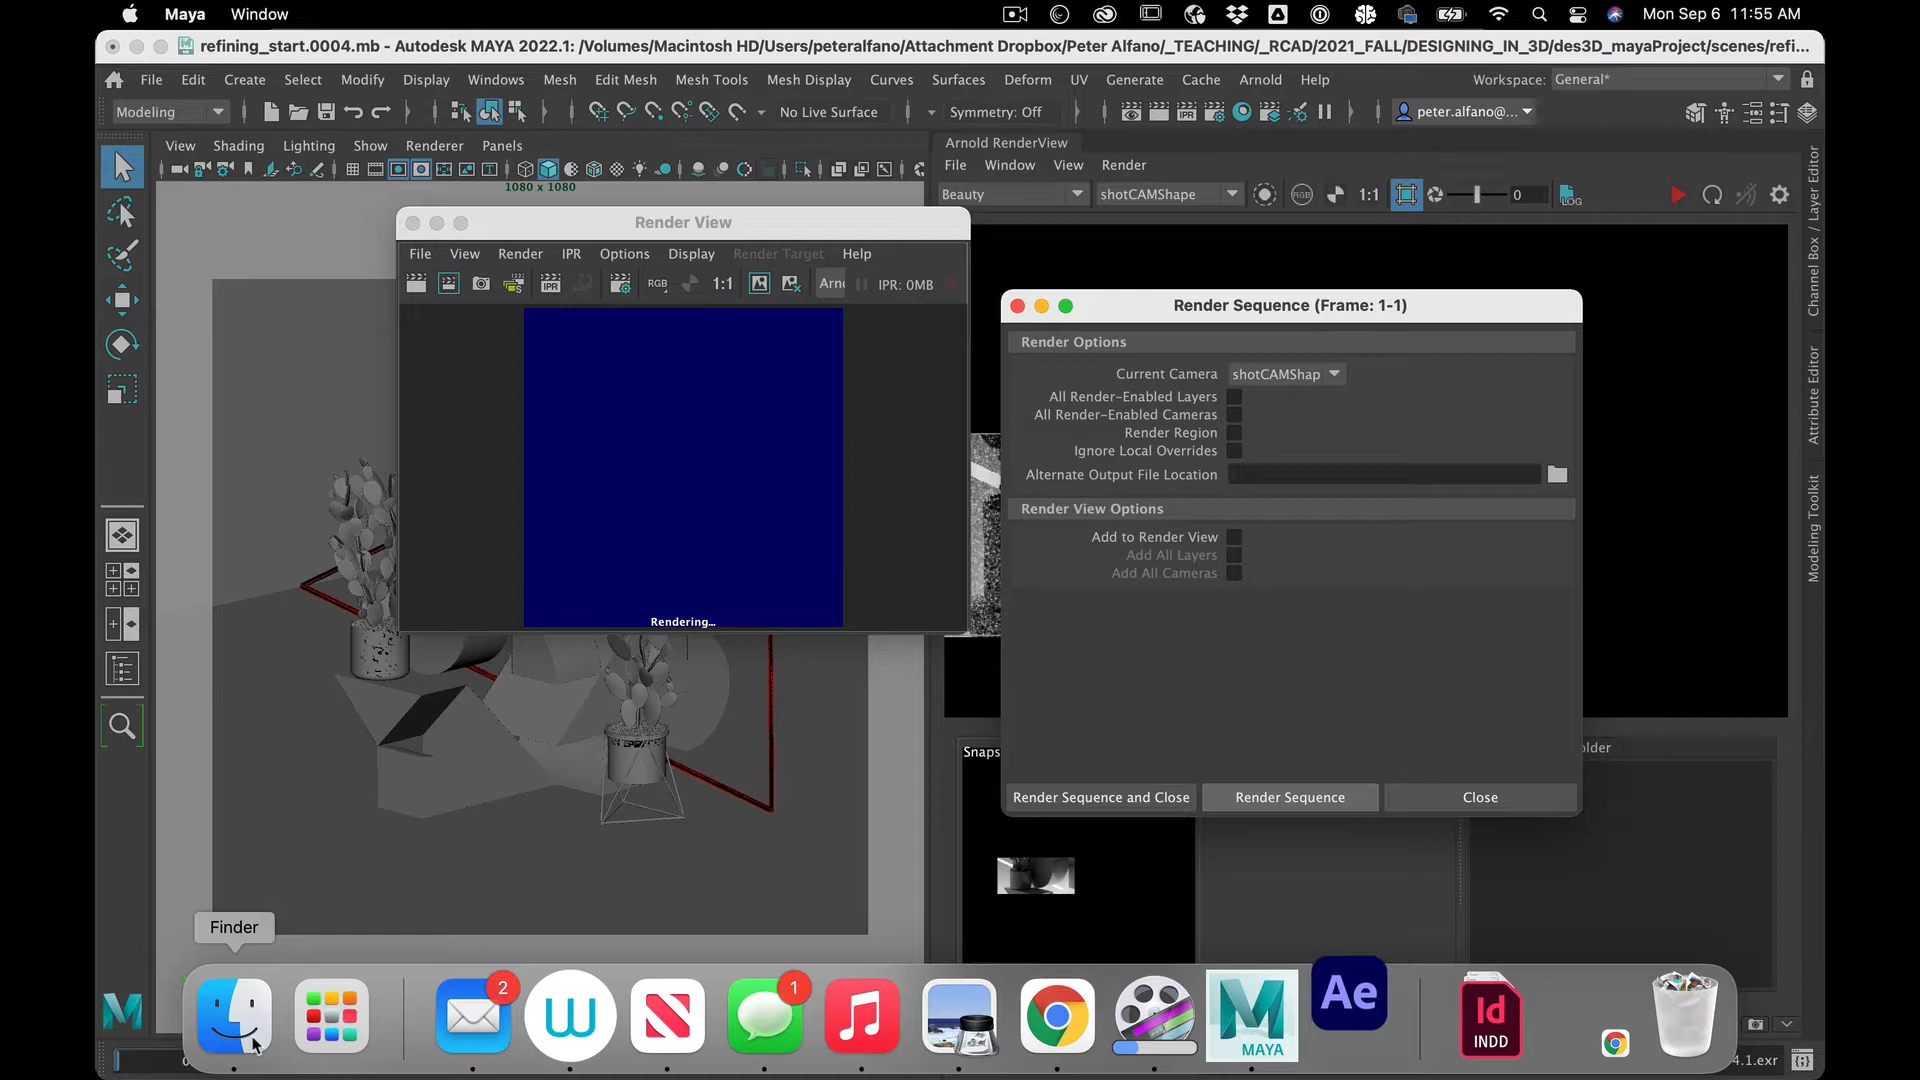 Maya Window Mon Sep 6 11:55 AM
refining_start.0004.mb - Autodesk MAYA 2022.1: /Volumes/Macintosh HD/Users/peteralfano/Attachment Dropbox/Peter Alfano/_TEACHING/_RCAD/2021_FALL/DESIGNING_IN_3D/des3D_mayaProject/scenes/refi...
File Edit Create Select Modify Display Windows Mesh Edit Mesh Mesh Tools Mesh Display Curves Surfaces Deform UV Generate Cache Arnold Help Workspace: General*
Modeling No Live Surface Symmetry: Off peter.alfano@...
View Shading Lighting Show Renderer Panels
1080 x 1080
Arnold RenderView
File Window View Render
Beauty shotCAMShape RGB 1:1 0 LOG
Render View
File View Render IPR Options Display Render Target Help
IPR RGB 1:1 IPR: 0MB
Rendering...
Render Sequence (Frame: 1-1)
Render Options
Current Camera shotCAMShap
All Render-Enabled Layers
All Render-Enabled Cameras
Render Region
Ignore Local Overrides
Alternate Output File Location
Render View Options
Add to Render View
Add All Layers
Add All Cameras
Render Sequence and Close Render Sequence Close
Channel Box / Layer Editor
Attribute Editor
Modeling Toolkit
Snaps
older
Finder
2
1
Ae
MAYA
Id
INDD
4.1.exr